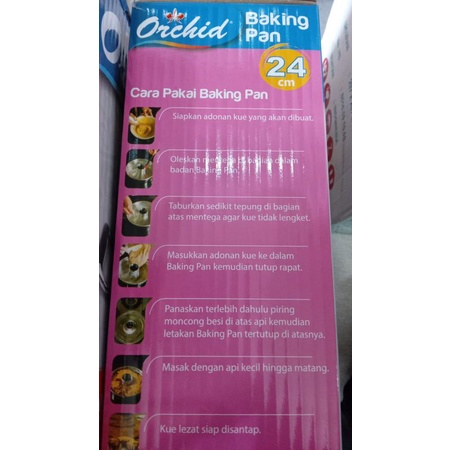 Orchid
Baking
Pan
24
cm
Cara Pakai Baking Pan
Siapkan adonan kue yang akan dibuat.
Oleskan mentega di bagian dalam
badan Baking Pan.
Taburkan sedikit tepung di bagian
atas mentega agar kue tidak lengket.
Masukkan adonan kue ke dalam
Baking Pan kemudian tutup rapat.
Panaskan terlebih dahulu piring
moncong besi di atas api kemudian
letakan Baking Pan tertutup di atasnya.
Masak dengan api kecil hingga matang.
Kue lezat siap disantap.